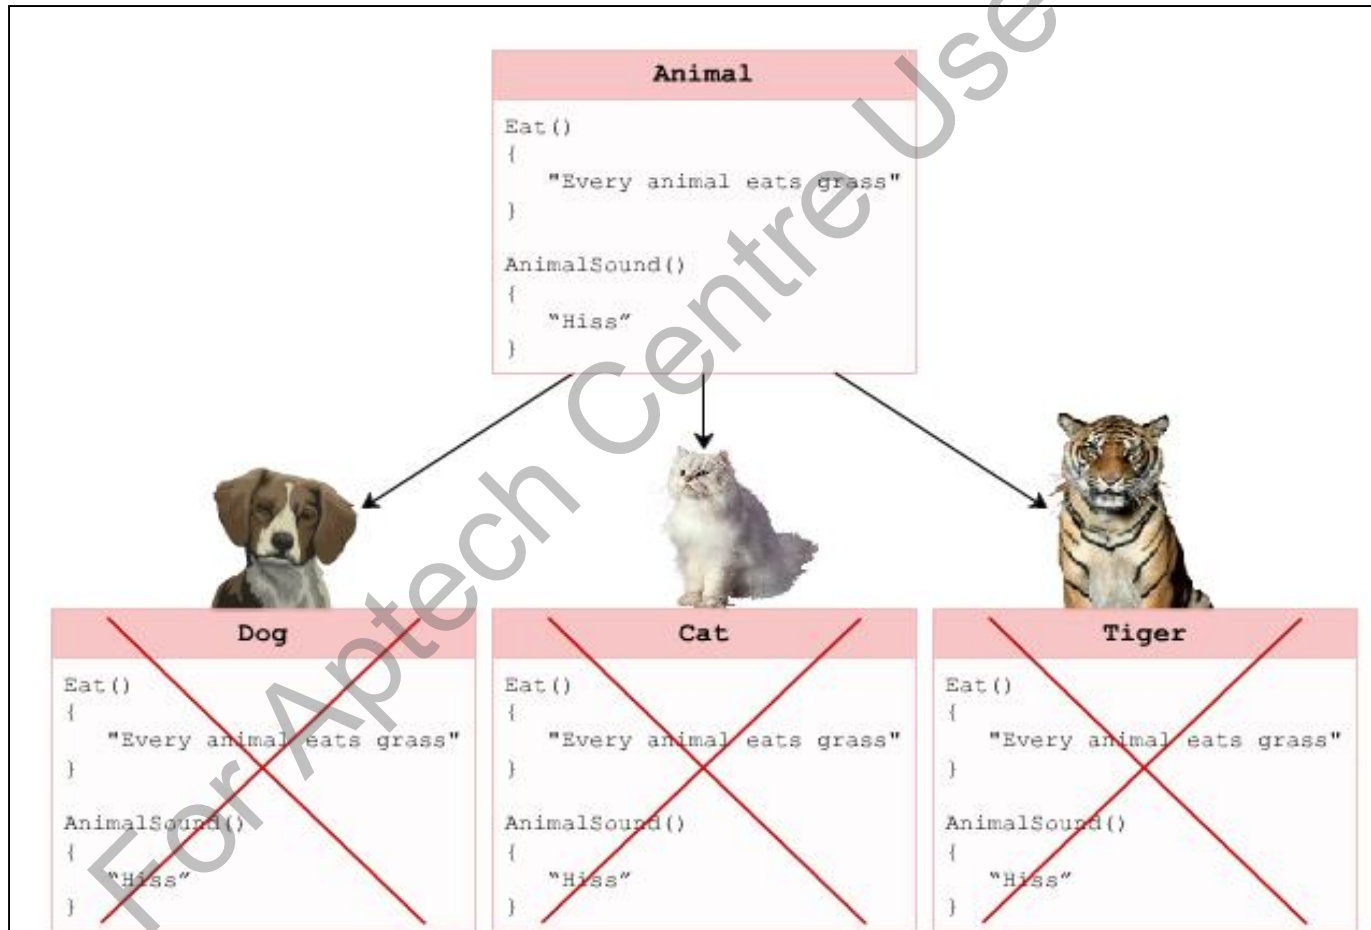 Animal
Eat()
{
"Every animal eats grass"
}
AnimalSound()
{
“Hiss”
}
Dog
Eat()
{
"Every animal eats grass"
}
AnimalSound()
{
“Hiss”
}
Cat
Eat()
{
"Every animal eats grass"
}
AnimalSound()
{
“Hiss”
}
Tiger
Eat()
{
"Every animal eats grass"
}
AnimalSound()
{
“Hiss”
}
For Aptech Centre Use